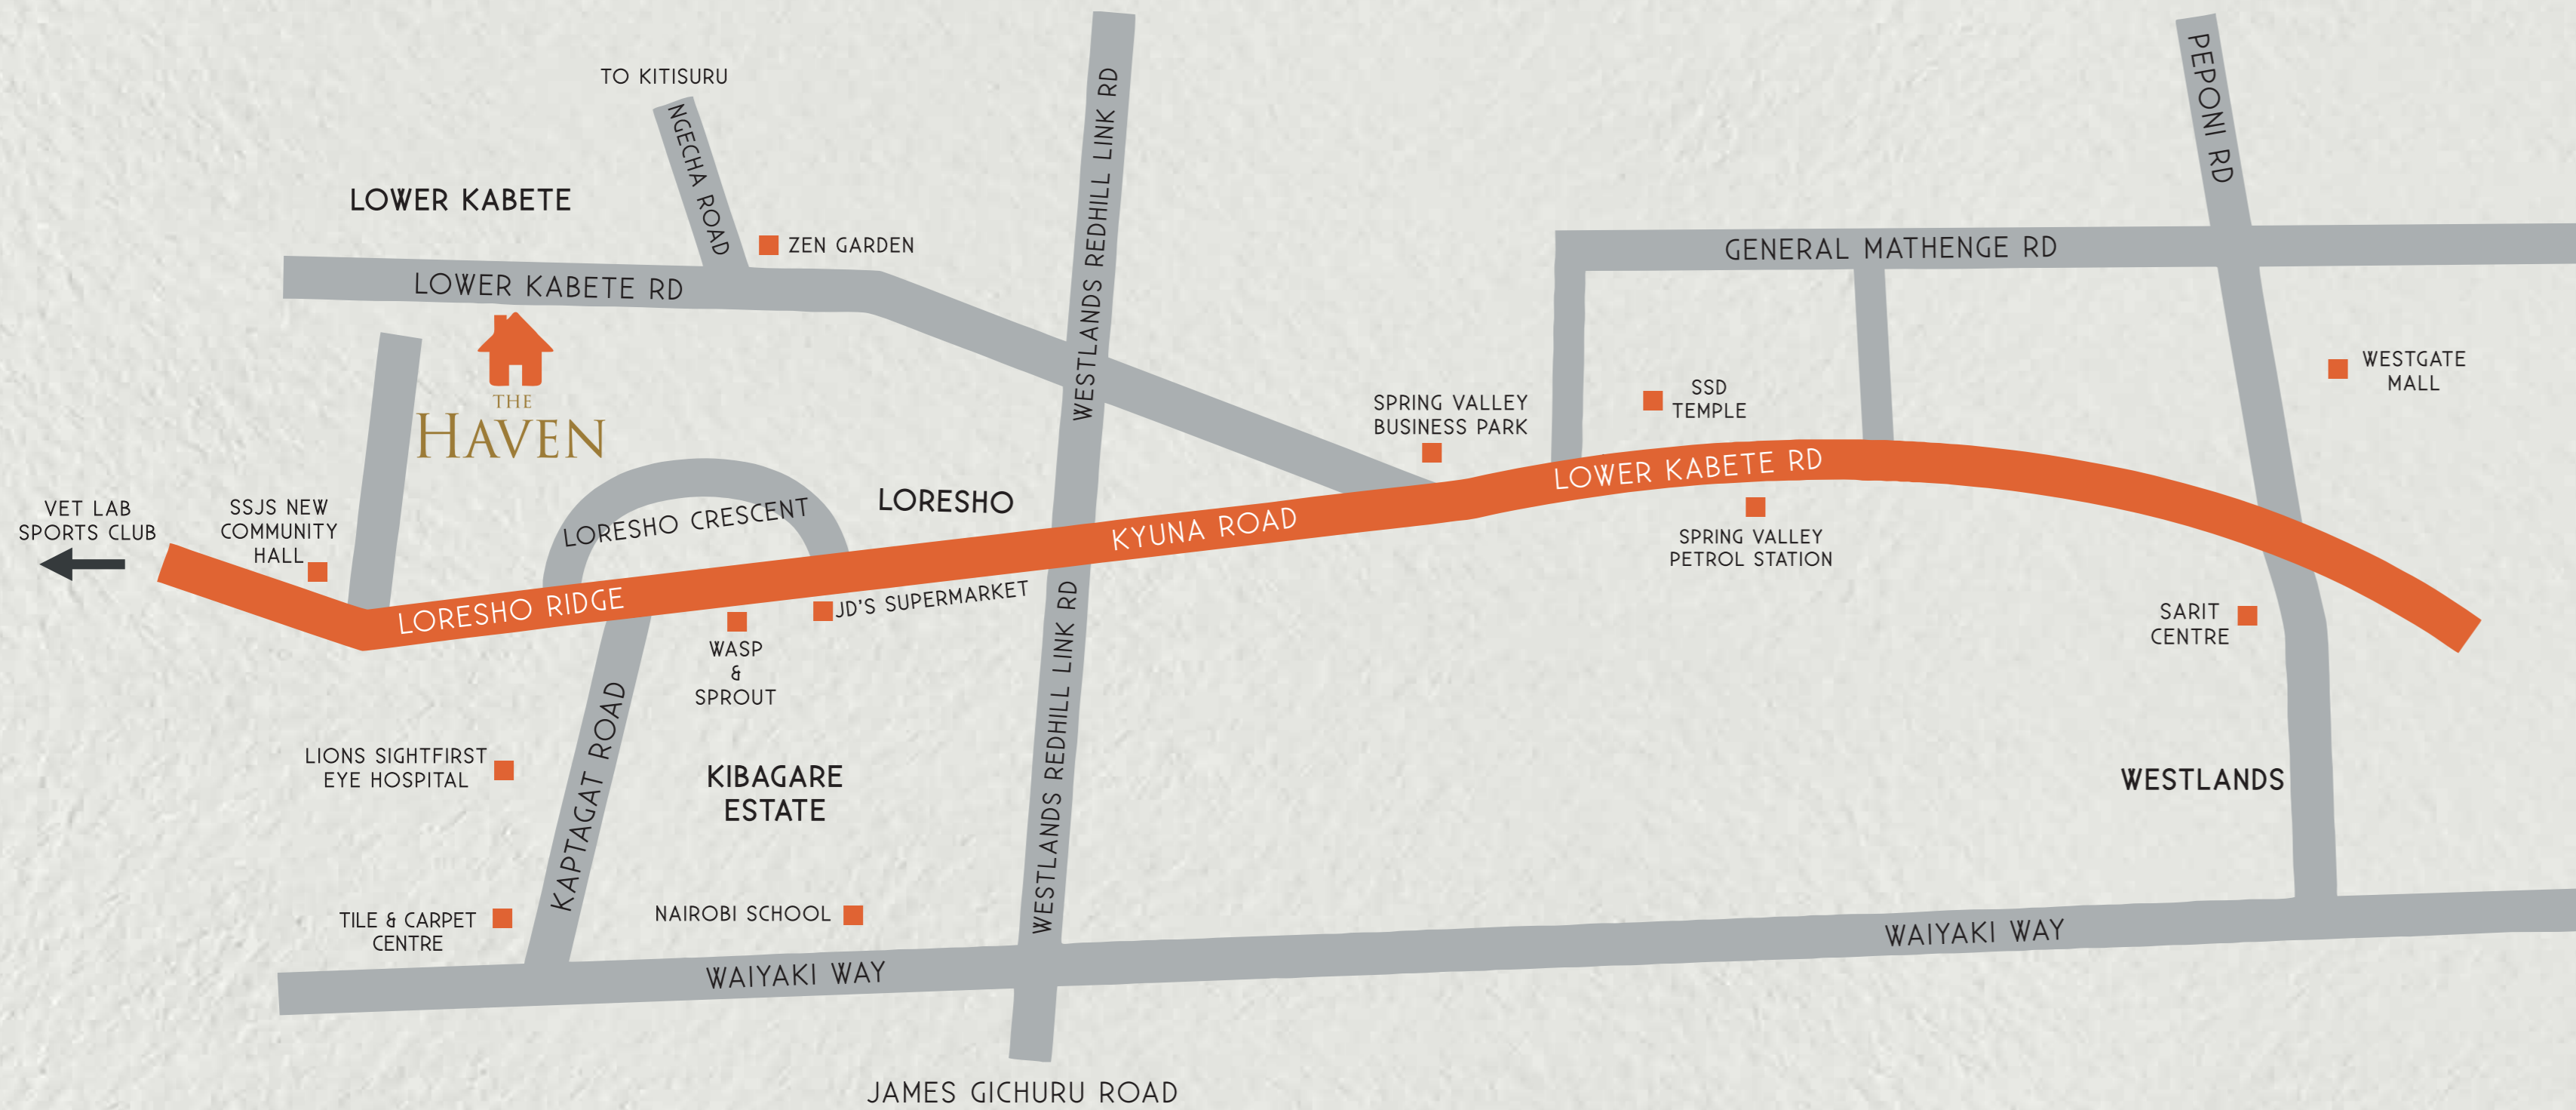 TO KITISURU
NGECHA ROAD
WESTLANDS REDHILL LINK RD
PEPONI RD
LOWER KABETE
ZEN GARDEN
GENERAL MATHENGE RD
LOWER KABETE RD
THE
HAVEN
WESTGATE
MALL
SSD
TEMPLE
SPRING VALLEY
BUSINESS PARK
LOWER KABETE RD
VET LAB
SPORTS CLUB
SSJS NEW
COMMUNITY
HALL
LORESHO CRESCENT
LORESHO
KYUNA ROAD
SPRING VALLEY
PETROL STATION
LORESHO RIDGE
JD'S SUPERMARKET
WASP
&
SPROUT
WESTLANDS REDHILL LINK RD
SARIT
CENTRE
LIONS SIGHTFIRST
EYE HOSPITAL
KAPTAGAT ROAD
KIBAGARE
ESTATE
WESTLANDS
TILE & CARPET
CENTRE
NAIROBI SCHOOL
WAIYAKI WAY
WAIYAKI WAY
JAMES GICHURU ROAD